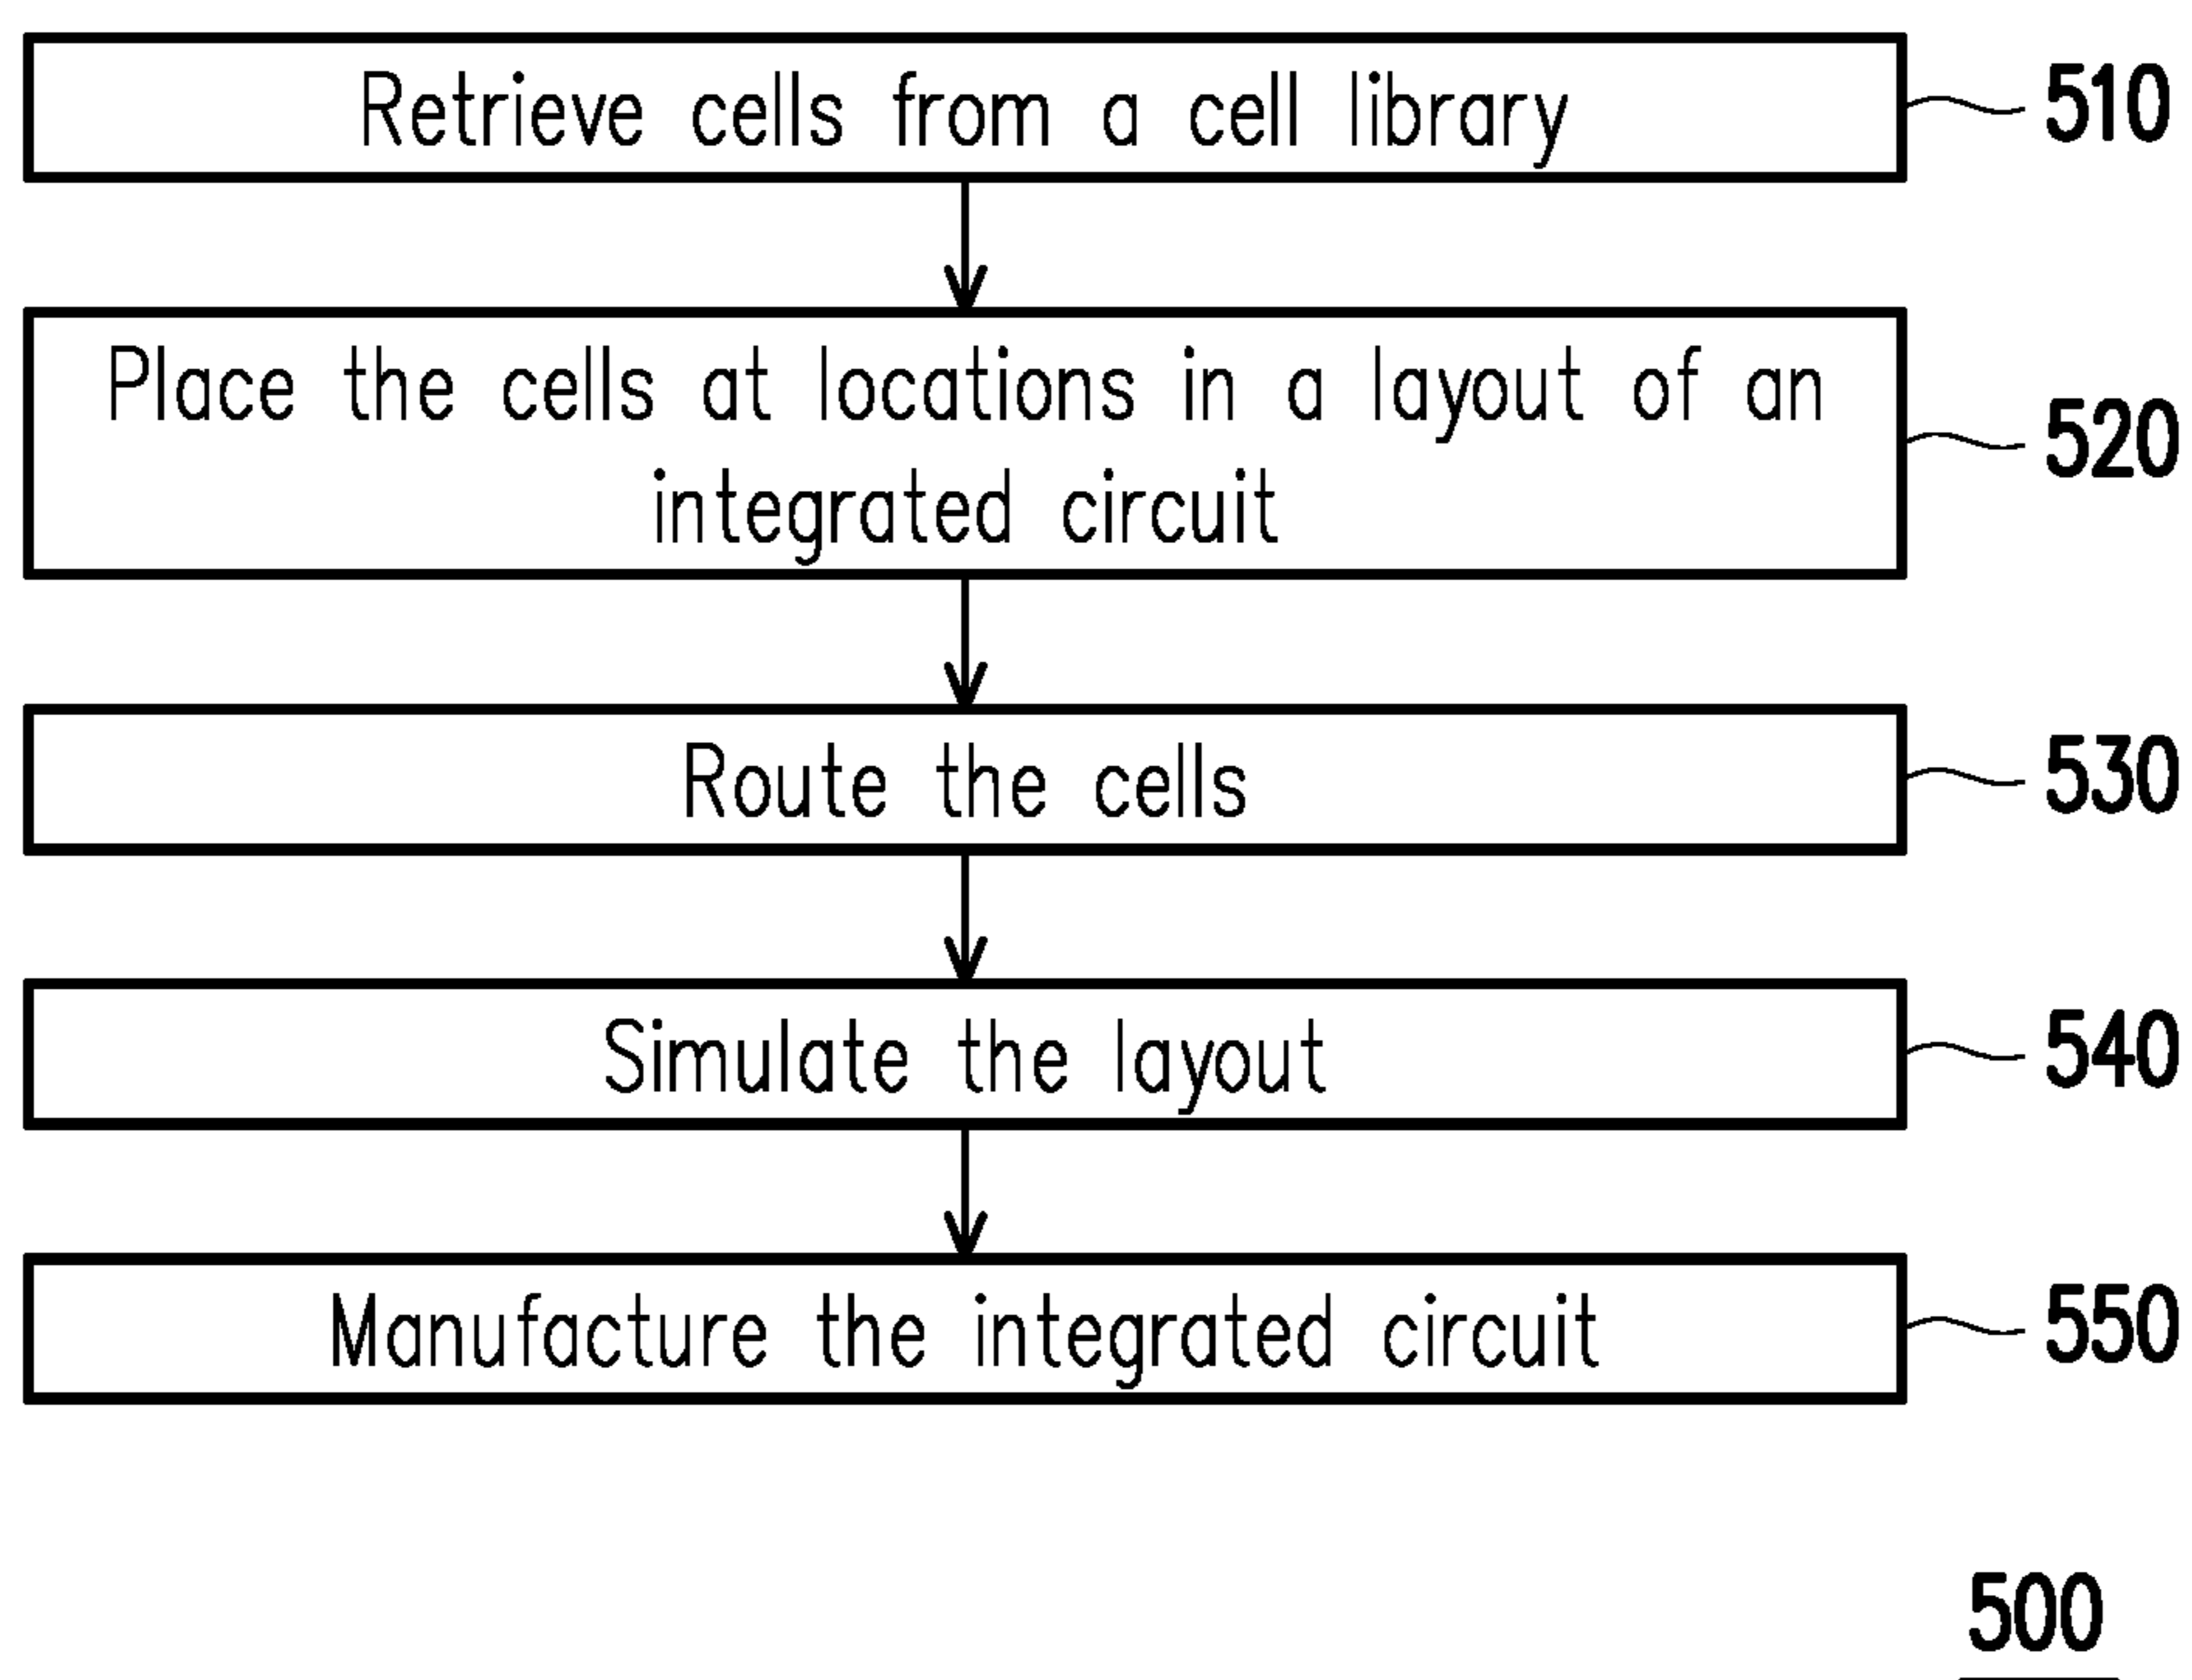 Retrieve cells from a cell library
510
Place the cells at locations in a layout of an
integrated circuit
520
Route the cells
530
Simulate the layout
540
Manufacture the integrated circuit
550
500